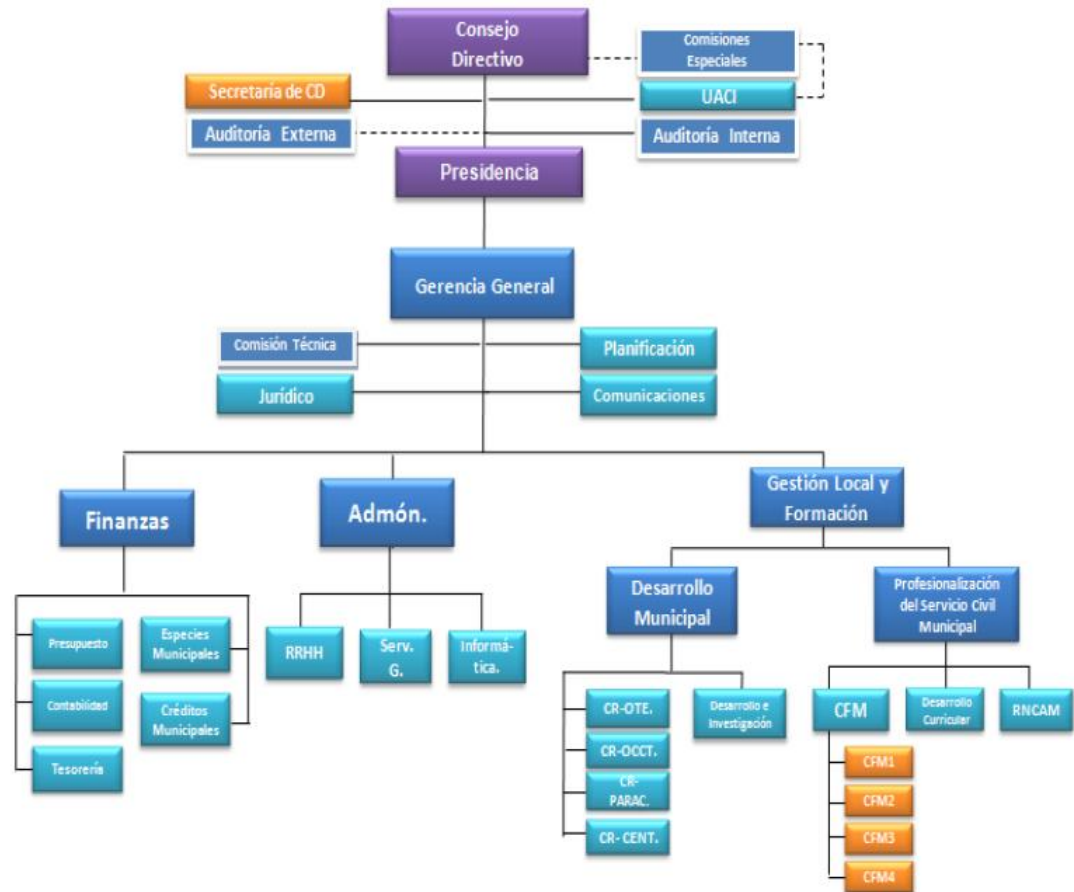 Consejo
Directivo
Comisiones
Especiales
Secretaría de CD
UACI
Auditoría Externa
Auditoría Interna
Presidencia
Gerencia General
Comisión Técnica
Planificación
Jurídico
Comunicaciones
Finanzas
Admón.
Gestión Local y
Formación
Presupuesto
Especies
Municipales
Contabilidad
Créditos
Municipales
Tesorería
RRHH
Serv.
G.
Informá-
tica.
Desarrollo
Municipal
Profesionalización
del Servicio Civil
Municipal
CR-OTE.
CR-OCCT.
CR-
PARAC.
CR- CENT.
Desarrollo e
Investigación
CFM
Desarrollo
Curricular
RNCAM
CFM1
CFM2
CFM3
CFM4